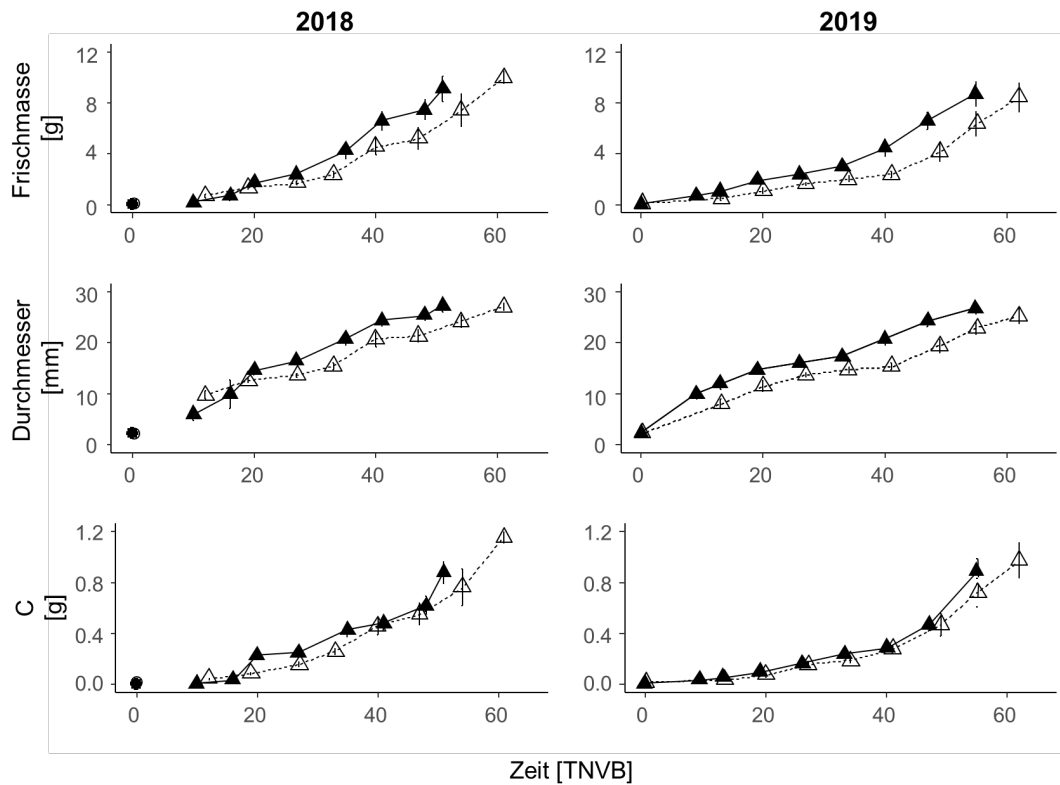 2018 2019
Frischmasse
[g]
12 12
8 8
4 4
0 0
0 20 40 60 0 20 40 60
Durchmesser
[mm]
30 30
20 20
10 10
0 0
0 20 40 60 0 20 40 60
C
[g]
1.2 1.2
0.8 0.8
0.4 0.4
0.0 0.0
0 20 40 60 0 20 40 60
Zeit [TNVB]